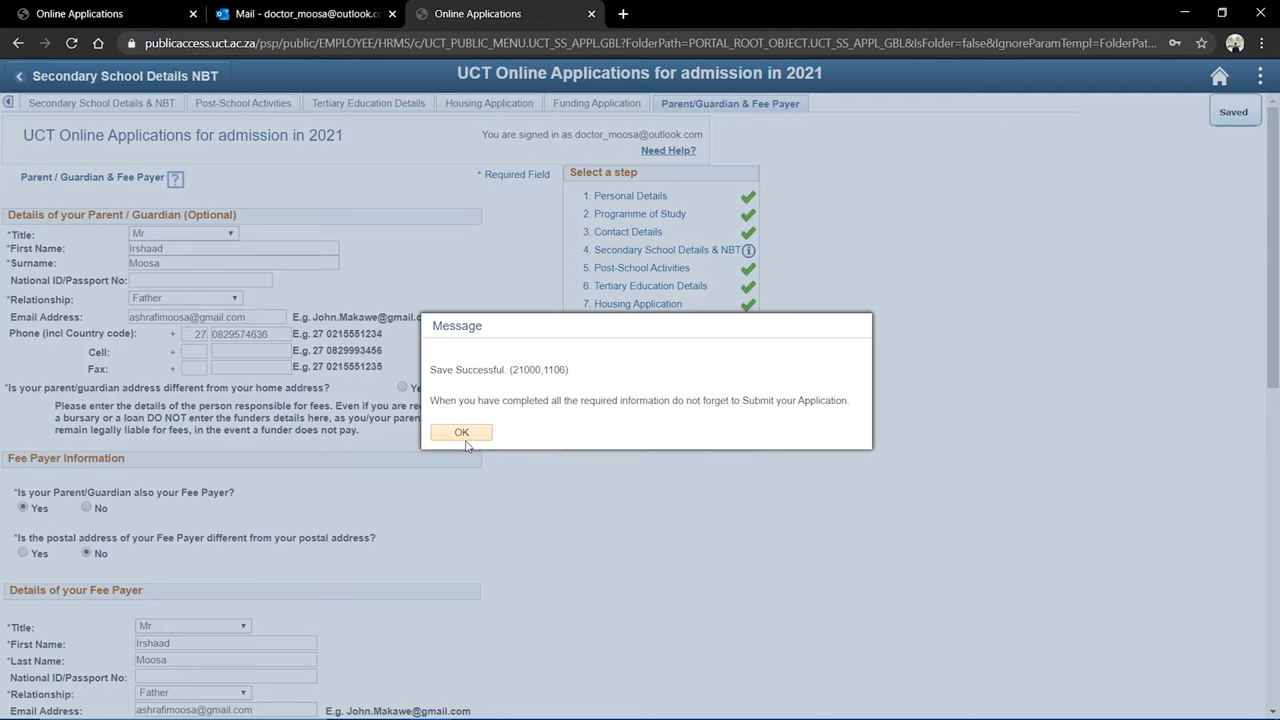 Online Applications
Mail - doctor_moosa@outlook.co
Online Applications
publicaccess.uct.ac.za/psp/public/EMPLOYEE/HRMS/c/UCT_PUBLIC_MENU.UCT_SS_APPL.GBL?FolderPath=PORTAL_ROOT_OBJECT.UCT_SS_APPL_GBL&IsFolder=false&IgnoreParamTempl=FolderPat...
Secondary School Details NBT
UCT Online Applications for admission in 2021
Secondary School Details & NBT
Post-School Activities
Tertiary Education Details
Housing Application
Funding Application
Parent/Guardian & Fee Payer
Saved
UCT Online Applications for admission in 2021
You are signed in as doctor_moosa@outlook.com
Need Help?
Parent / Guardian & Fee Payer ?
* Required Field
Select a step
1. Personal Details
2. Programme of Study
3. Contact Details
4. Secondary School Details & NBT
5. Post-School Activities
6. Tertiary Education Details
7. Housing Application
Details of your Parent / Guardian (Optional)
*Title: Mr
*First Name: Irshaad
*Surname: Moosa
National ID/Passport No:
*Relationship: Father
Email Address: ashrafimoosa@gmail.com E.g. John.Makawe@gmail.c
Phone (incl Country code): + 27 0829574636 E.g. 27 0215551234
Cell: + E.g. 27 0829993456
Fax: + E.g. 27 0215551235
*Is your parent/guardian address different from your home address?
Please enter the details of the person responsible for fees. Even if you are re
a bursary or a loan DO NOT enter the funders details here, as you/your parent
remain legally liable for fees, in the event a funder does not pay.
Message
Save Successful. (21000,1106)
When you have completed all the required information do not forget to Submit your Application.
OK
Fee Payer Information
*Is your Parent/Guardian also your Fee Payer?
Yes No
*Is the postal address of your Fee Payer different from your postal address?
Yes No
Details of your Fee Payer
*Title: Mr
*First Name: Irshaad
*Last Name: Moosa
National ID/Passport No:
*Relationship: Father
Email Address: ashrafimoosa@gmail.com E.g. John.Makawe@gmail.com